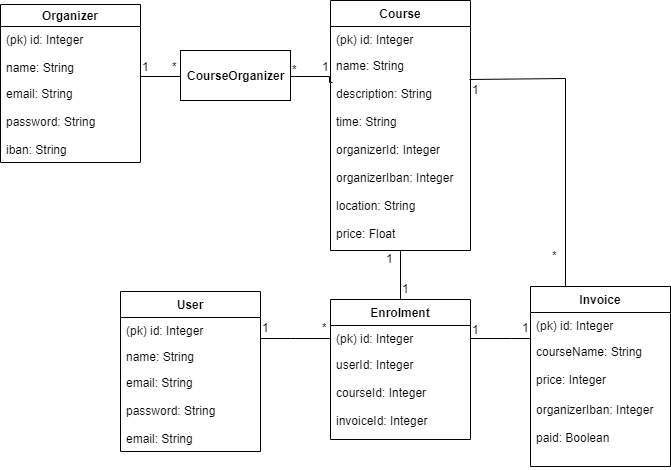 Organizer
(pk) id: Integer
name: String
email: String
password: String
iban: String
1
*
CourseOrganizer
*
1
Course
(pk) id: Integer
name: String
description: String
time: String
organizerId: Integer
organizerIban: Integer
location: String
price: Float
1
*
1
1
User
(pk) id: Integer
name: String
email: String
password: String
email: String
1
*
Enrolment
(pk) id: Integer
userId: Integer
courseId: Integer
invoiceId: Integer
1
1
Invoice
(pk) id: Integer
courseName: String
price: Integer
organizerIban: Integer
paid: Boolean